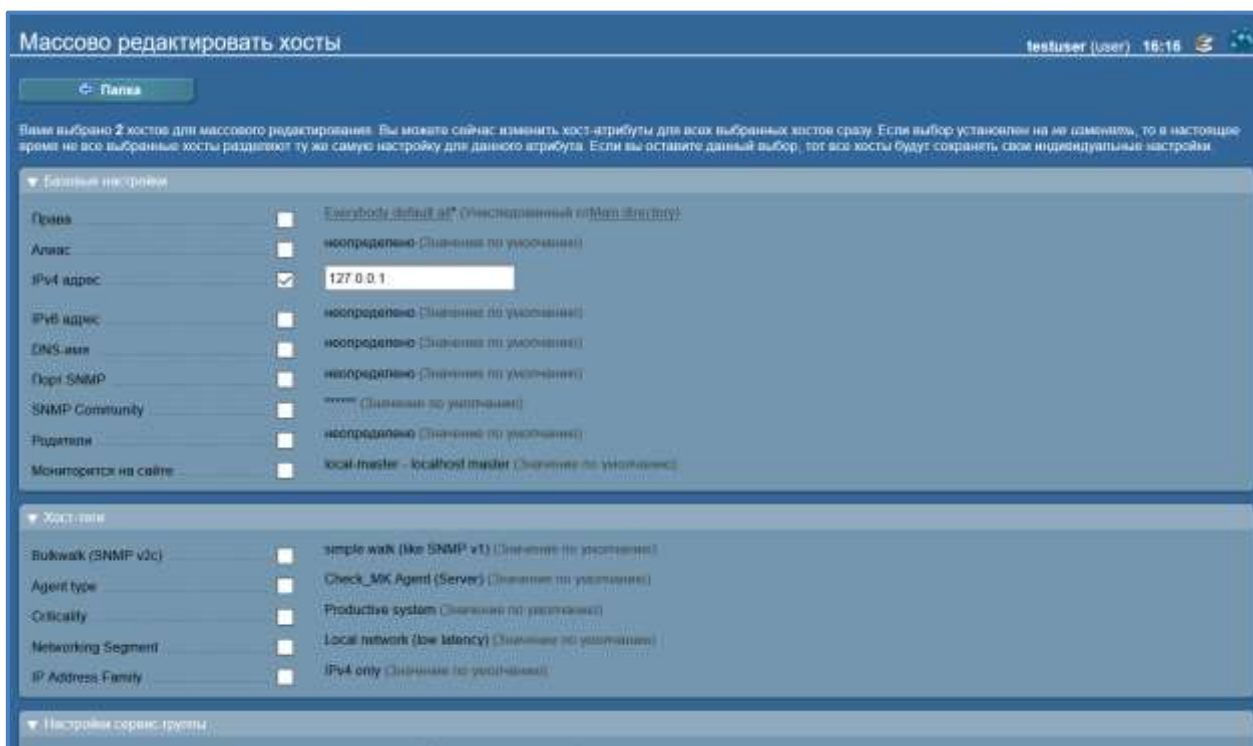 Массово редактировать хосты
testuser (user) 16:16
Папка
Вами выбрано 2 хостов для массового редактирования. Вы можете сейчас изменить хост-атрибуты для всех выбранных хостов сразу. Если выбор установлен на не изменять, то в настоящее
время не все выбранные хосты разделяют ту же самую настройку для данного атрибута. Если вы оставите данный выбор, тот все хосты будут сохранять свои индивидуальные настройки.
Базовые настройки
Права Everybody default all* (Унаследованный от Main directory)
Алиас неопределено (Значение по умолчанию)
IPv4 адрес 127.0.0.1
IPv6 адрес неопределено (Значение по умолчанию)
DNS-имя неопределено (Значение по умолчанию)
Порт SNMP неопределено (Значение по умолчанию)
SNMP Community ****** (Значение по умолчанию)
Родители неопределено (Значение по умолчанию)
Мониторится на сайте local-master - localhost master (Значение по умолчанию)
Хост-теги
Bulkwalk (SNMP v2c) simple walk (like SNMP v1) (Значение по умолчанию)
Agent type Check_MK Agent (Server) (Значение по умолчанию)
Criticality Productive system (Значение по умолчанию)
Networking Segment Local network (low latency) (Значение по умолчанию)
IP Address Family IPv4 only (Значение по умолчанию)
Настройки сервис группы